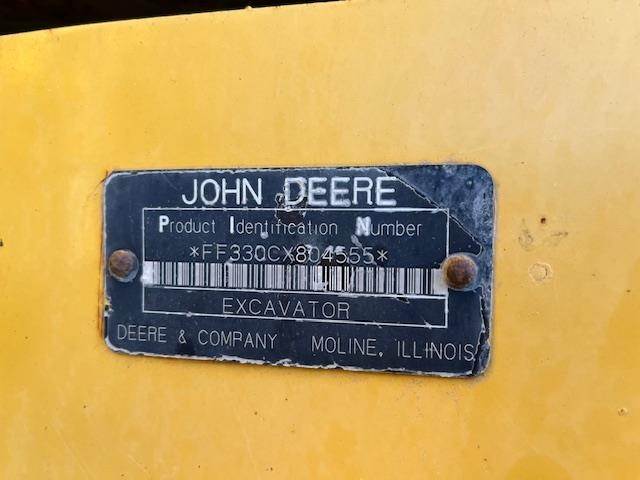 JOHN DEERE
Product Identification Number
*FF330CX804555*
EXCAVATOR
DEERE & COMPANY MOLINE, ILLINOIS